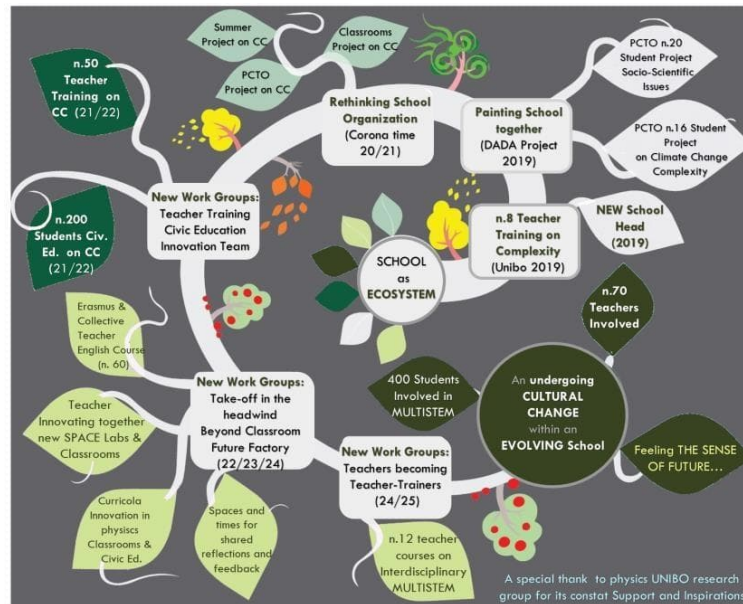 Summer
Project on CC
Classrooms
Project on CC
PCTO
Project on CC
n.50
Teacher
Training on
CC (21/22)
Rethinking School
Organization
(Corona time
20/21)
Painting School
together
(DADA Project
2019)
PCTO n.20
Student Project
Socio-Scientific
Issues
PCTO n.16 Student
Project
on Climate Change
Complexity
NEW School
Head
(2019)
n.8 Teacher
Training on
Complexity
(Unibo 2019)
SCHOOL
as
ECOSYSTEM
New Work Groups:
Teacher Training
Civic Education
Innovation Team
n.200
Students Civ.
Ed. on CC
(21/22)
Erasmus &
Collective
Teacher
English Course
(n. 60)
Teacher
Innovating together
new SPACE Labs &
Classrooms
Curricola
Innovation in
physiscs
Classrooms &
Civic Ed.
Spaces and
times for
shared
reflections and
feedback
New Work Groups:
Take-off in the
headwind
Beyond Classroom
Future Factory
(22/23/24)
New Work Groups:
Teachers becoming
Teacher-Trainers
(24/25)
n.12 teacher
courses on
Interdisciplinary
MULTISTEM
400 Students
Involved in
MULTISTEM
An undergoing
CULTURAL
CHANGE
within an
EVOLVING School
n.70
Teachers
Involved
Feeling THE SENSE
OF FUTURE...
A special thank to physics UNIBO research
group for its constat Support and Inspirations